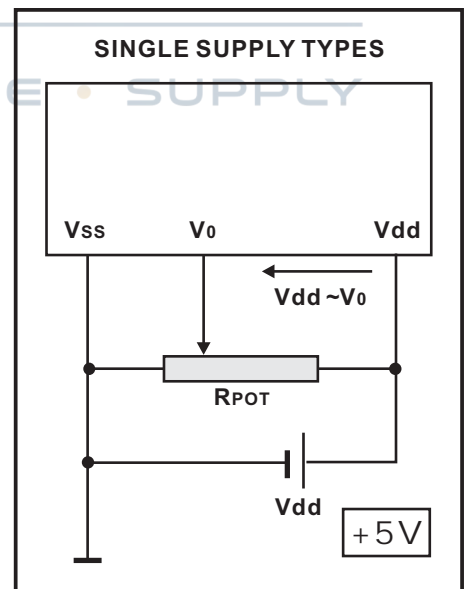 SINGLE SUPPLY TYPES
E • SUPPLY
Vss V0 Vdd
Vdd ~V0
RPOT
Vdd
+5V